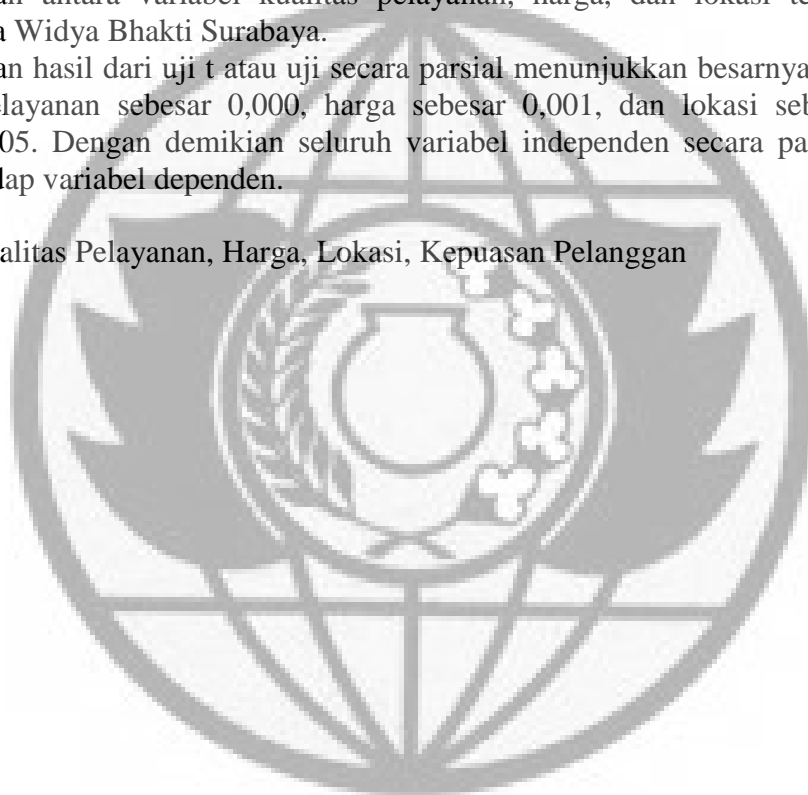 an antara variabel kualitas pelayanan, harga, dan lokasi te
a Widya Bhakti Surabaya.
an hasil dari uji t atau uji secara parsial menunjukkan besarnya
elayanan sebesar 0,000, harga sebesar 0,001, dan lokasi seb
05. Dengan demikian seluruh variabel independen secara pa
dap variabel dependen.
alitas Pelayanan, Harga, Lokasi, Kepuasan Pelanggan